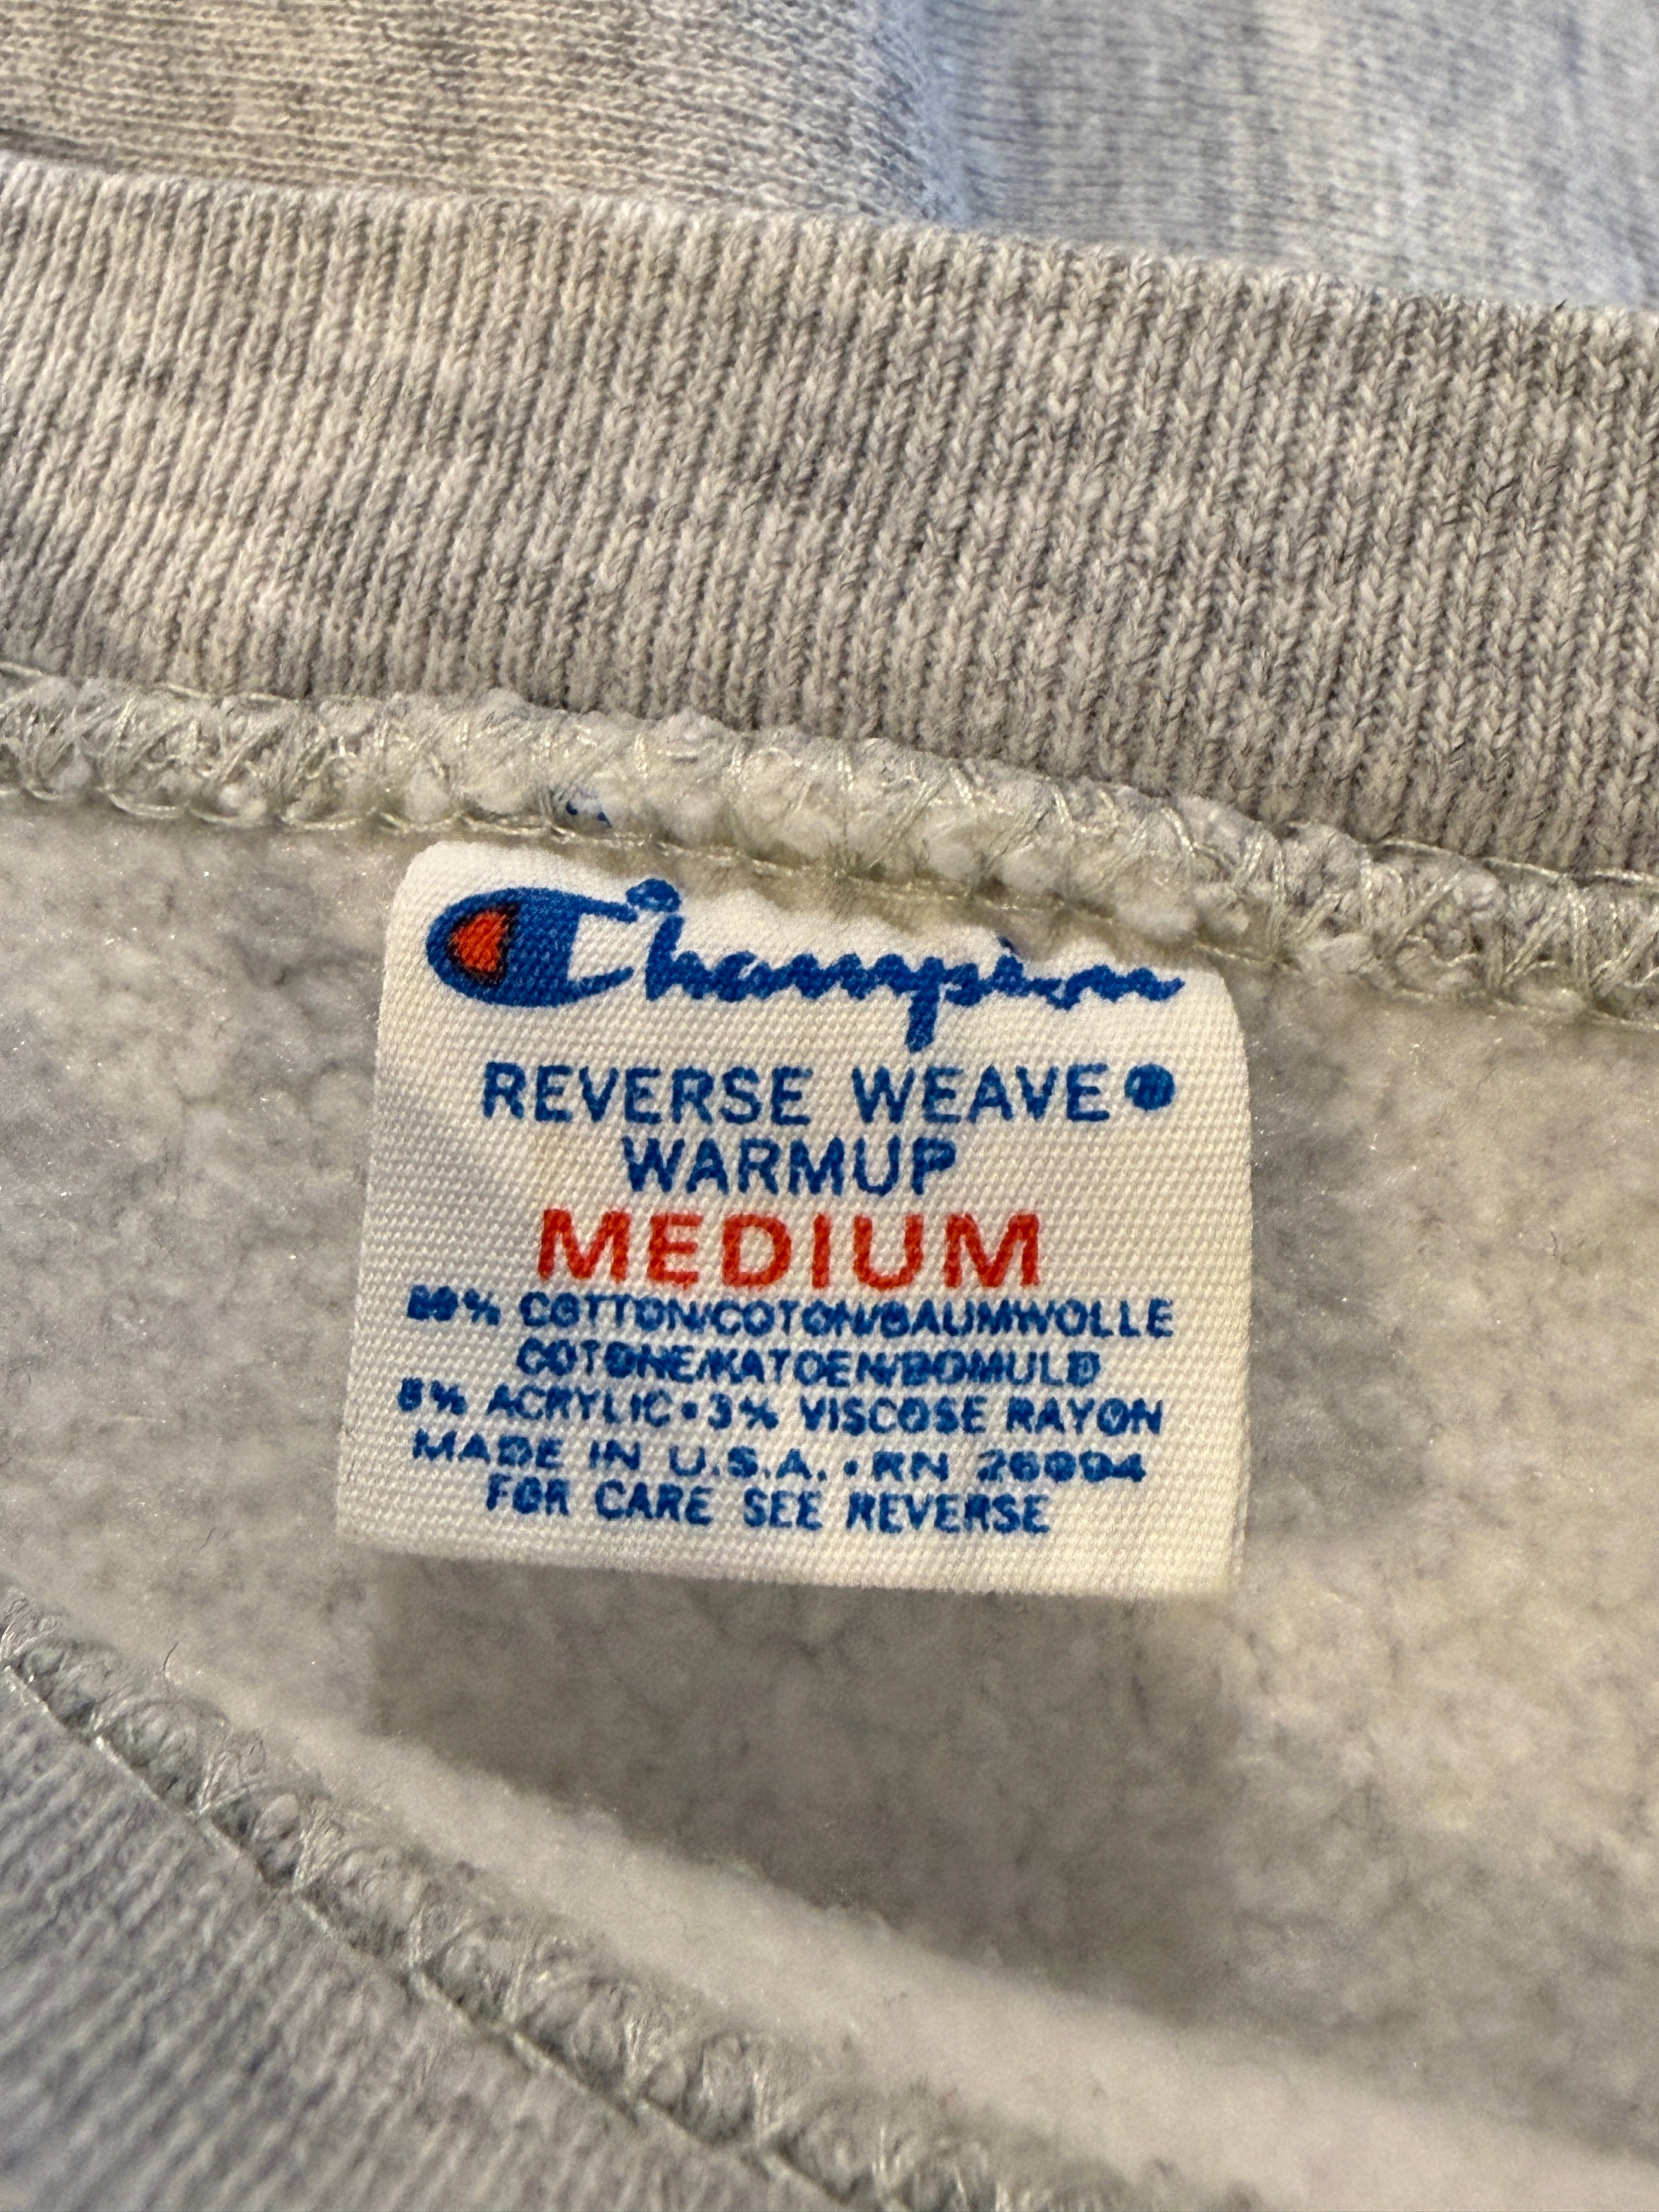 Champion
REVERSE WEAVE®
WARMUP
MEDIUM
89% COTTON/COTON/BAUMWOLLE
COTONE/KATOEN/BOMULD
8% ACRYLIC•3% VISCOSE RAYON
MADE IN U.S.A. • RN 26094
FOR CARE SEE REVERSE